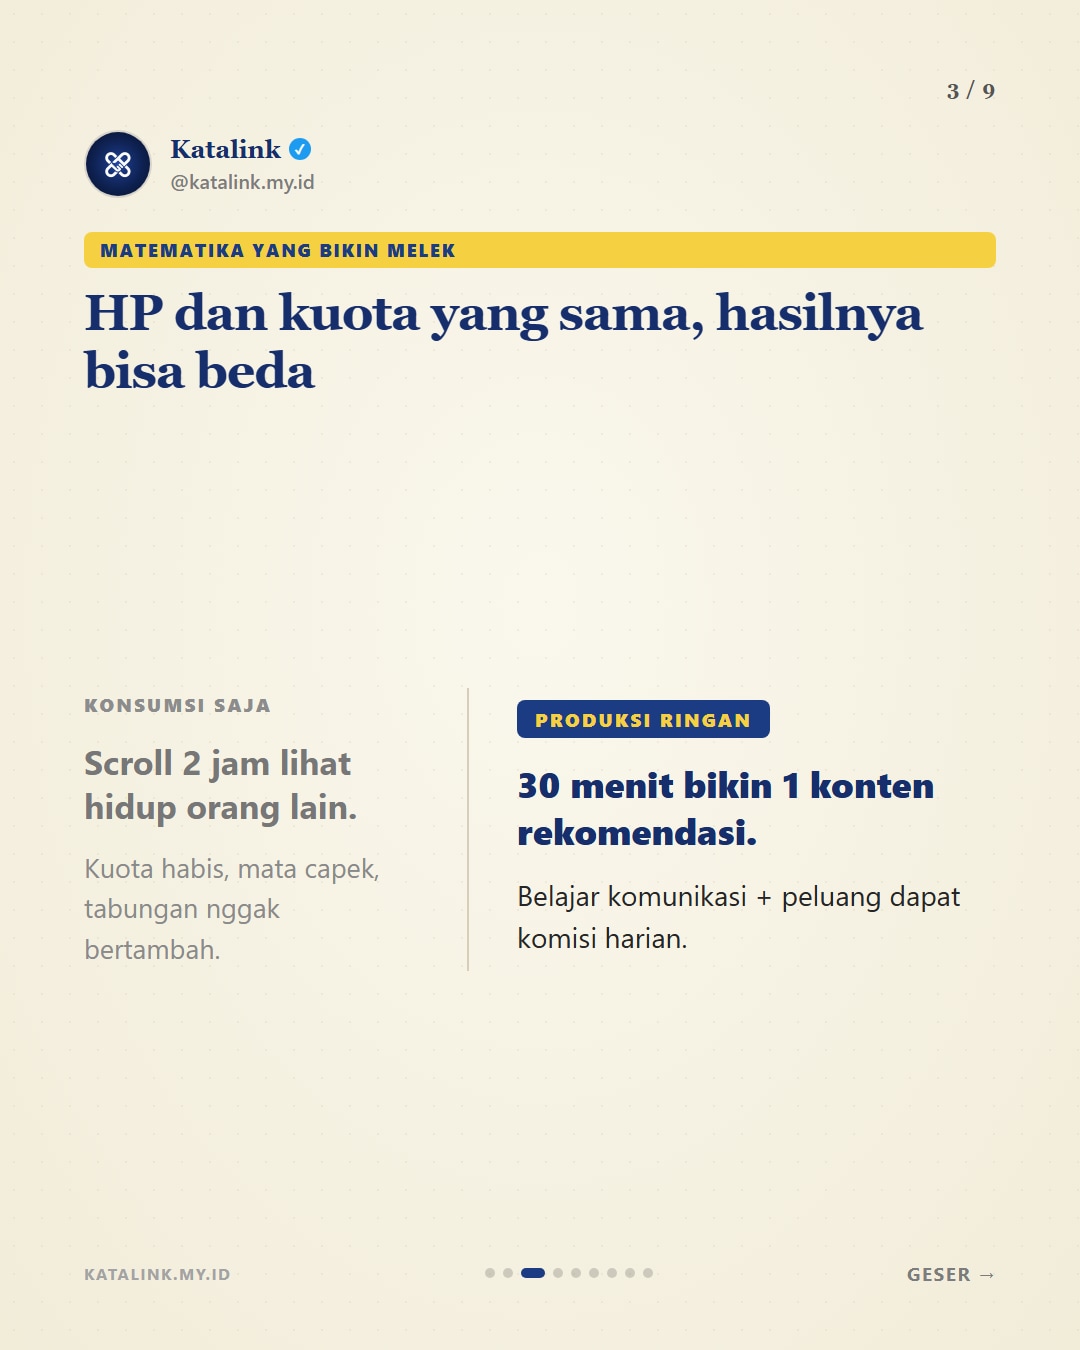 3 / 9
Katalink
@katalink.my.id
MATEMATIKA YANG BIKIN MELEK
HP dan kuota yang sama, hasilnya
bisa beda
KONSUMSI SAJA
Scroll 2 jam lihat
hidup orang lain.
Kuota habis, mata capek,
tabungan nggak
bertambah.
PRODUKSI RINGAN
30 menit bikin 1 konten
rekomendasi.
Belajar komunikasi + peluang dapat
komisi harian.
KATALINK.MY.ID
GESER →